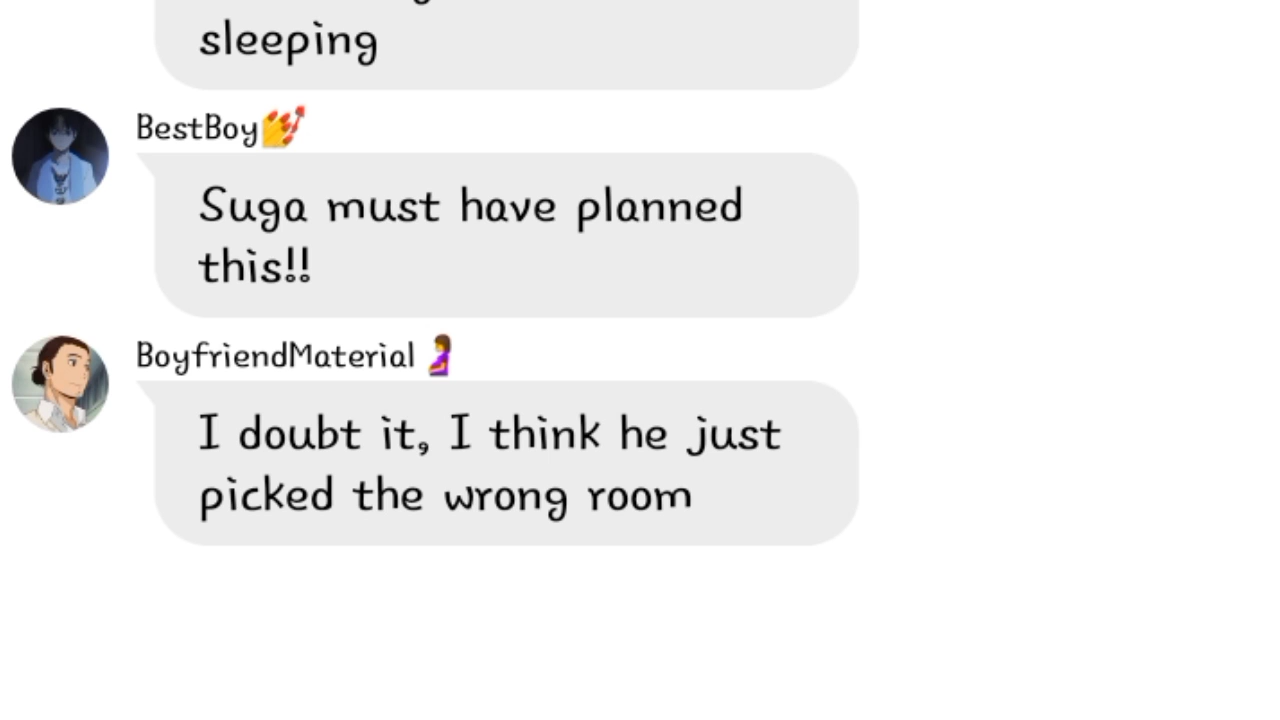 sleeping
BestBoy💅
Suga must have planned
this!!
BoyfriendMaterial 🤰
I doubt it, I think he just
picked the wrong room